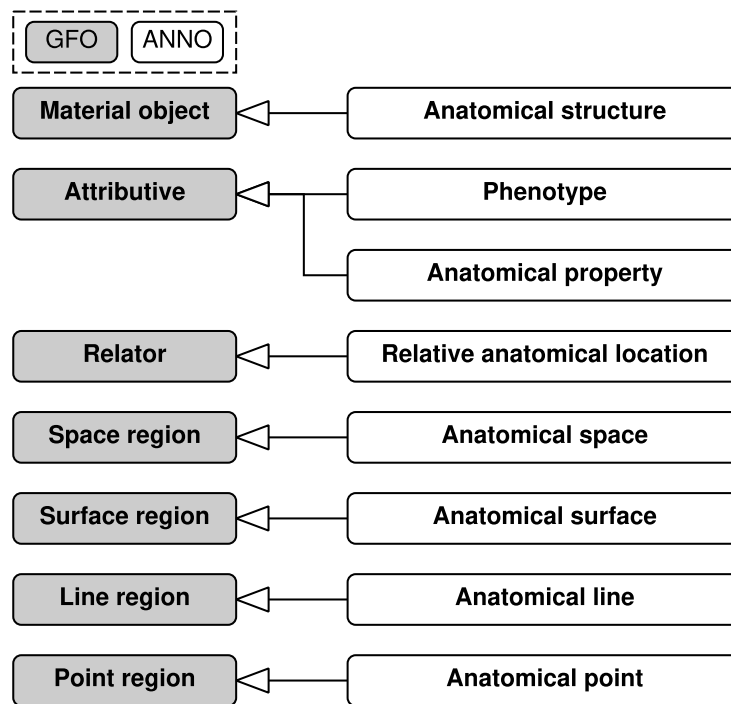 GFO ANNO
Material object Anatomical structure
Attributive Phenotype
Anatomical property
Relator Relative anatomical location
Space region Anatomical space
Surface region Anatomical surface
Line region Anatomical line
Point region Anatomical point